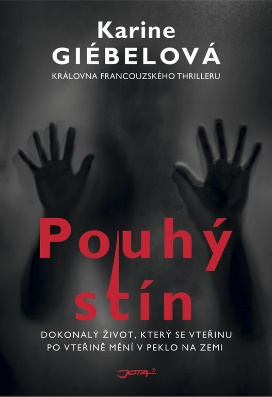 Karine
GIÉBELOVÁ
KRÁLOVNA FRANCOUZSKÉHO THRILLERU
Pouhý
stín
DOKONALÝ ŽIVOT, KTERÝ SE VTEŘINU
PO VTEŘINĚ MĚNÍ V PEKLO NA ZEMI
JOTA